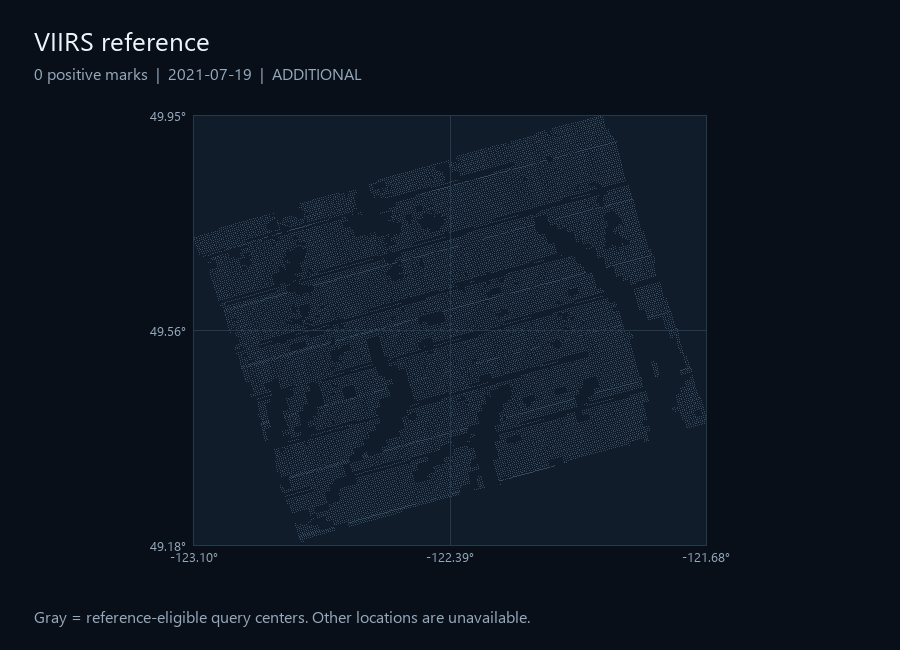 VIIRS reference
0 positive marks | 2021-07-19 | ADDITIONAL
49.95°
49.56°
49.18°
-123.10° -122.39° -121.68°
Gray = reference-eligible query centers. Other locations are unavailable.